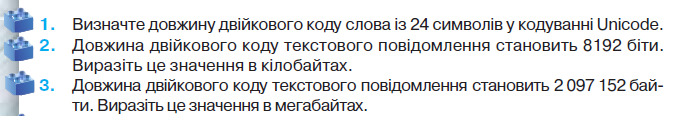 1. Визначте довжину двійкового коду слова із 24 символів у кодуванні Unicode.
2. Довжина двійкового коду текстового повідомлення становить 8192 біти.
Виразіть це значення в кілобайтах.
3. Довжина двійкового коду текстового повідомлення становить 2 097 152 бай-
ти. Виразіть це значення в мегабайтах.